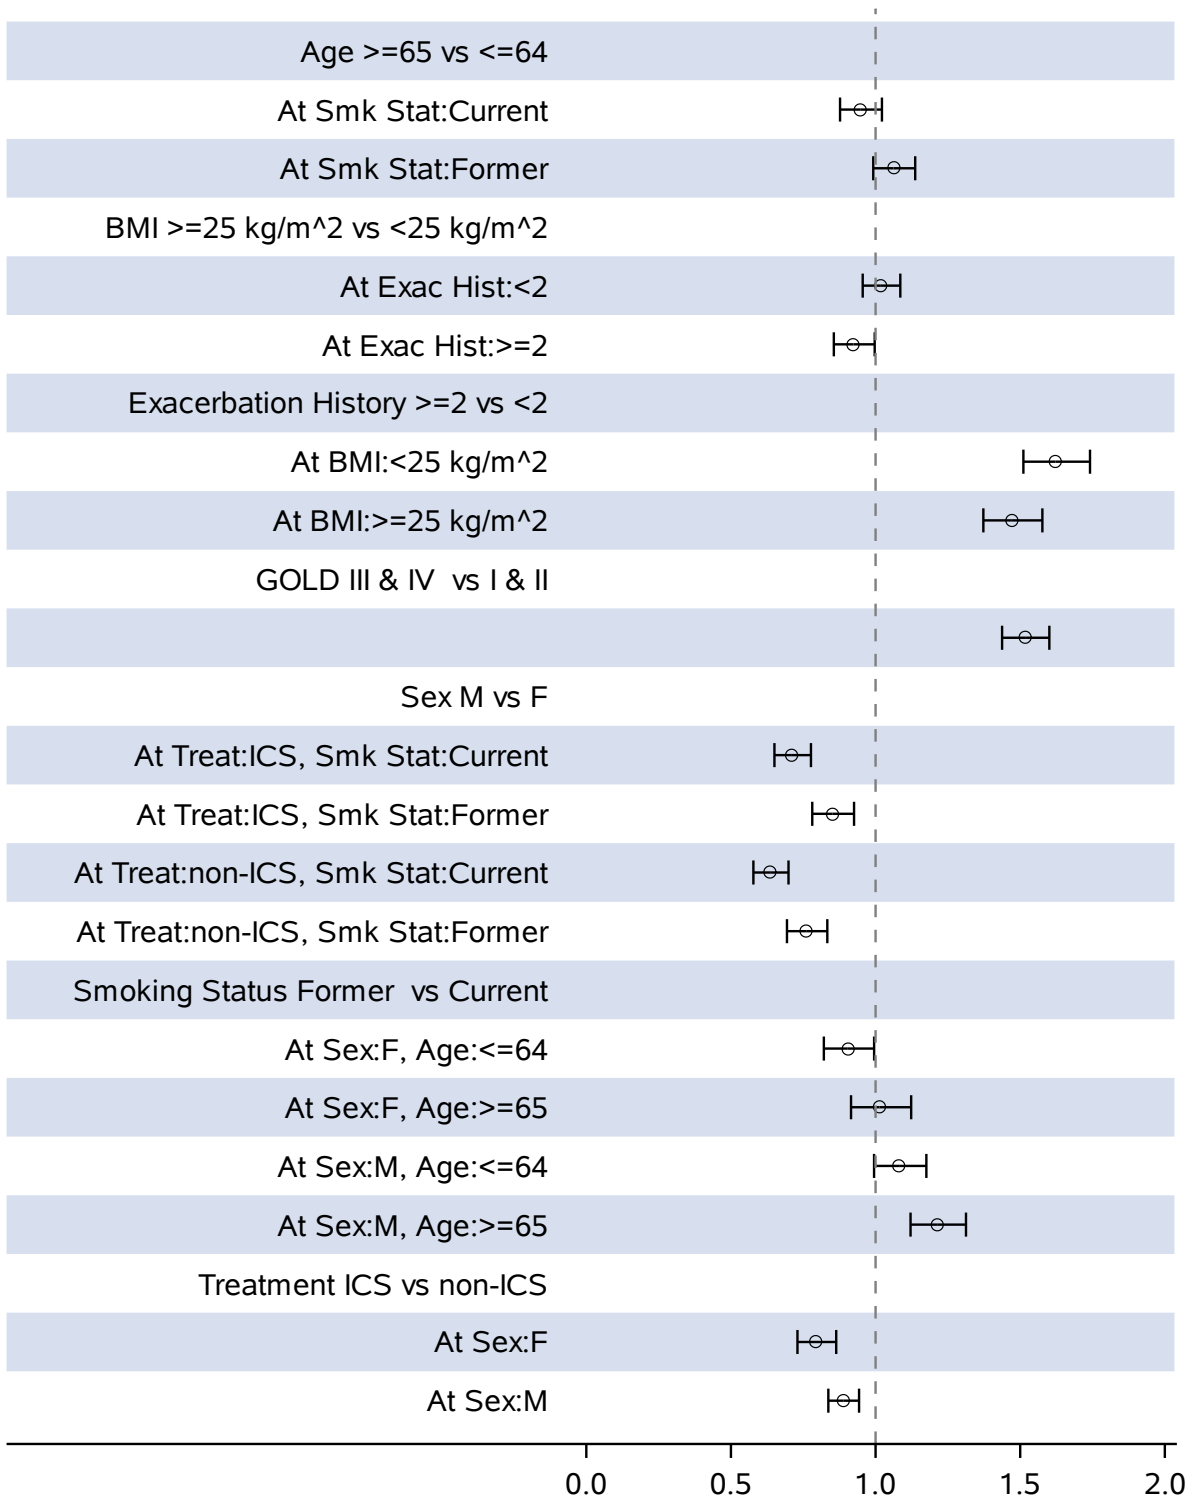 Age >=65 vs <=64
At Smk Stat:Current
At Smk Stat:Former
BMI >=25 kg/m^2 vs <25 kg/m^2
At Exac Hist:<2
At Exac Hist:>=2
Exacerbation History >=2 vs <2
At BMI:<25 kg/m^2
At BMI:>=25 kg/m^2
GOLD III & IV  vs I & II
Sex M vs F
At Treat:ICS, Smk Stat:Current
At Treat:ICS, Smk Stat:Former
At Treat:non-ICS, Smk Stat:Current
At Treat:non-ICS, Smk Stat:Former
Smoking Status Former  vs Current
At Sex:F, Age:<=64
At Sex:F, Age:>=65
At Sex:M, Age:<=64
At Sex:M, Age:>=65
Treatment ICS vs non-ICS
At Sex:F
At Sex:M
0.0 0.5 1.0 1.5 2.0